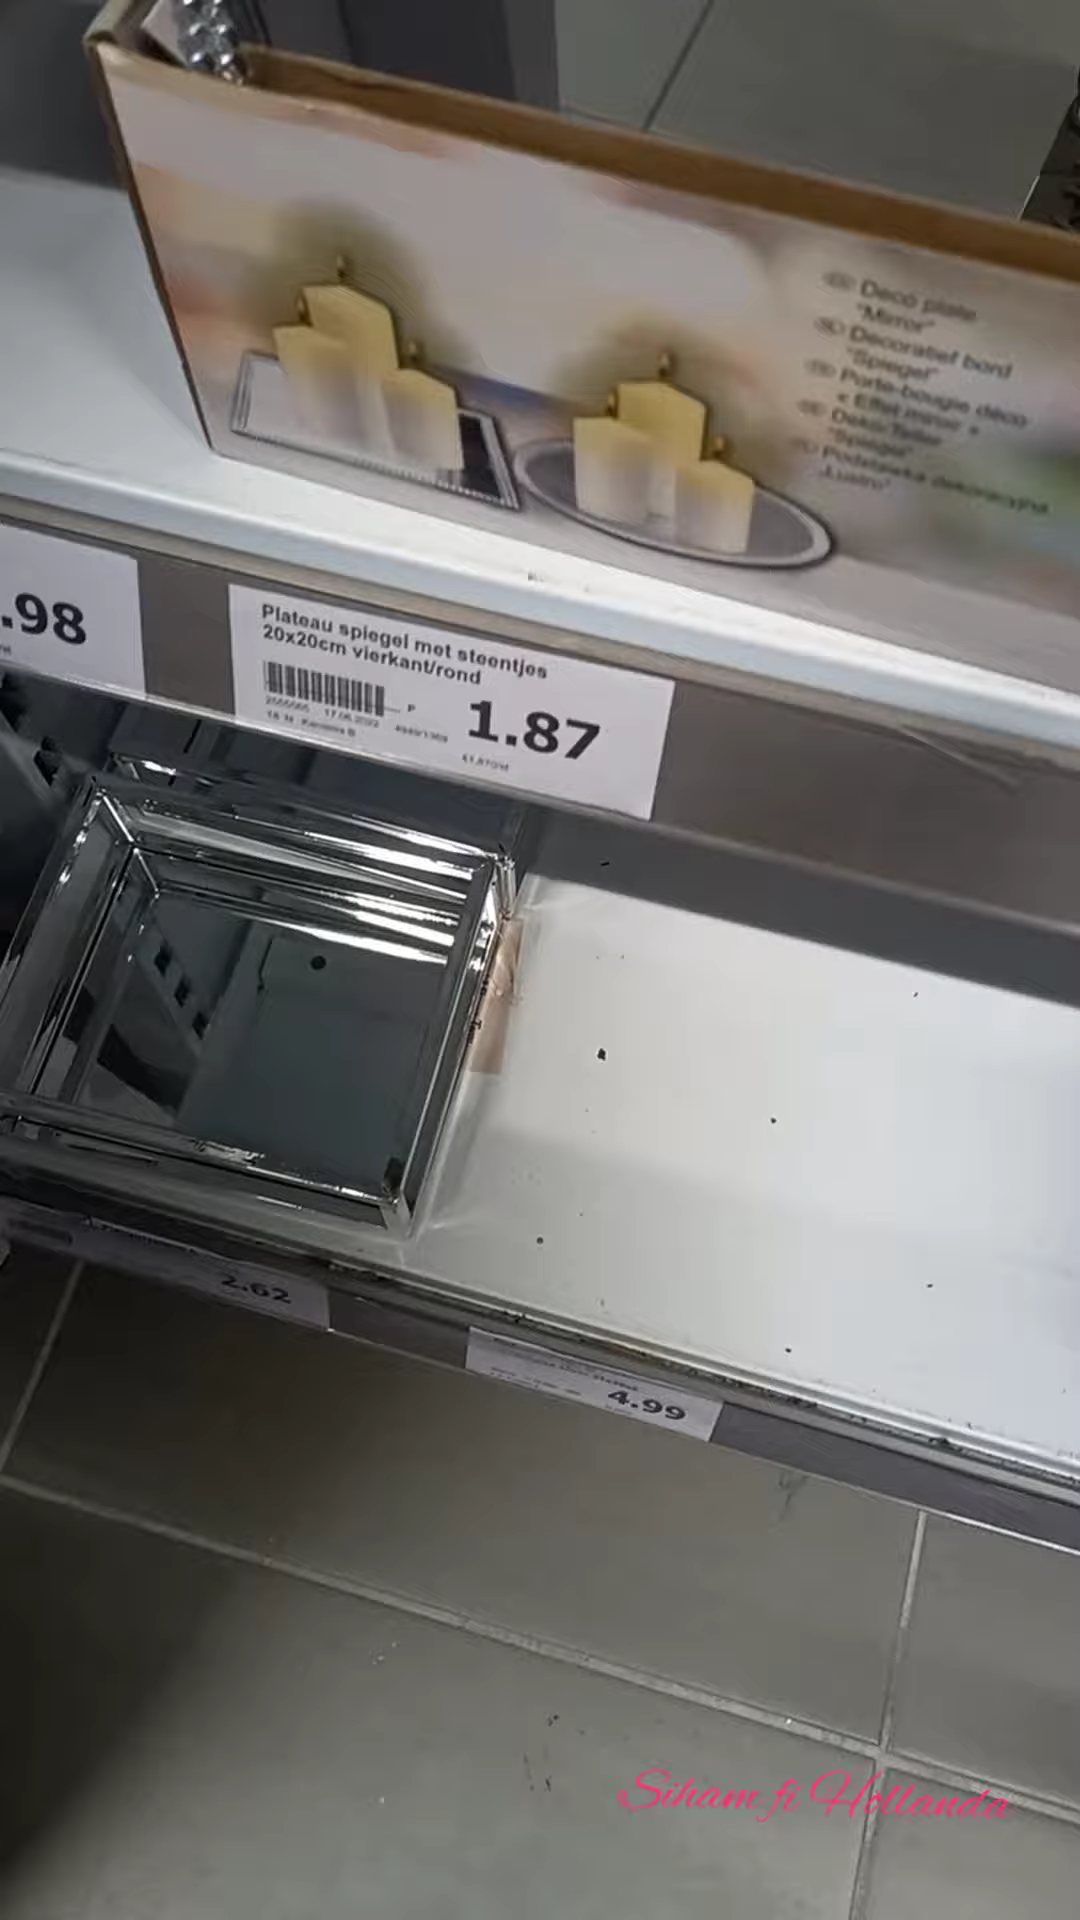 Deco plate
"Mirror"
Decoratief bord
"Spiegel"
Porte-bougie déco
« Effet miroir »
Deko-Teller
"Spiegel"
Podstawka dekoracyjna
„Lustro"
.98
Plateau spiegel met steentjes
20x20cm vierkant/rond
P
1.87
2.62
4.99
Siham fi Hollanda